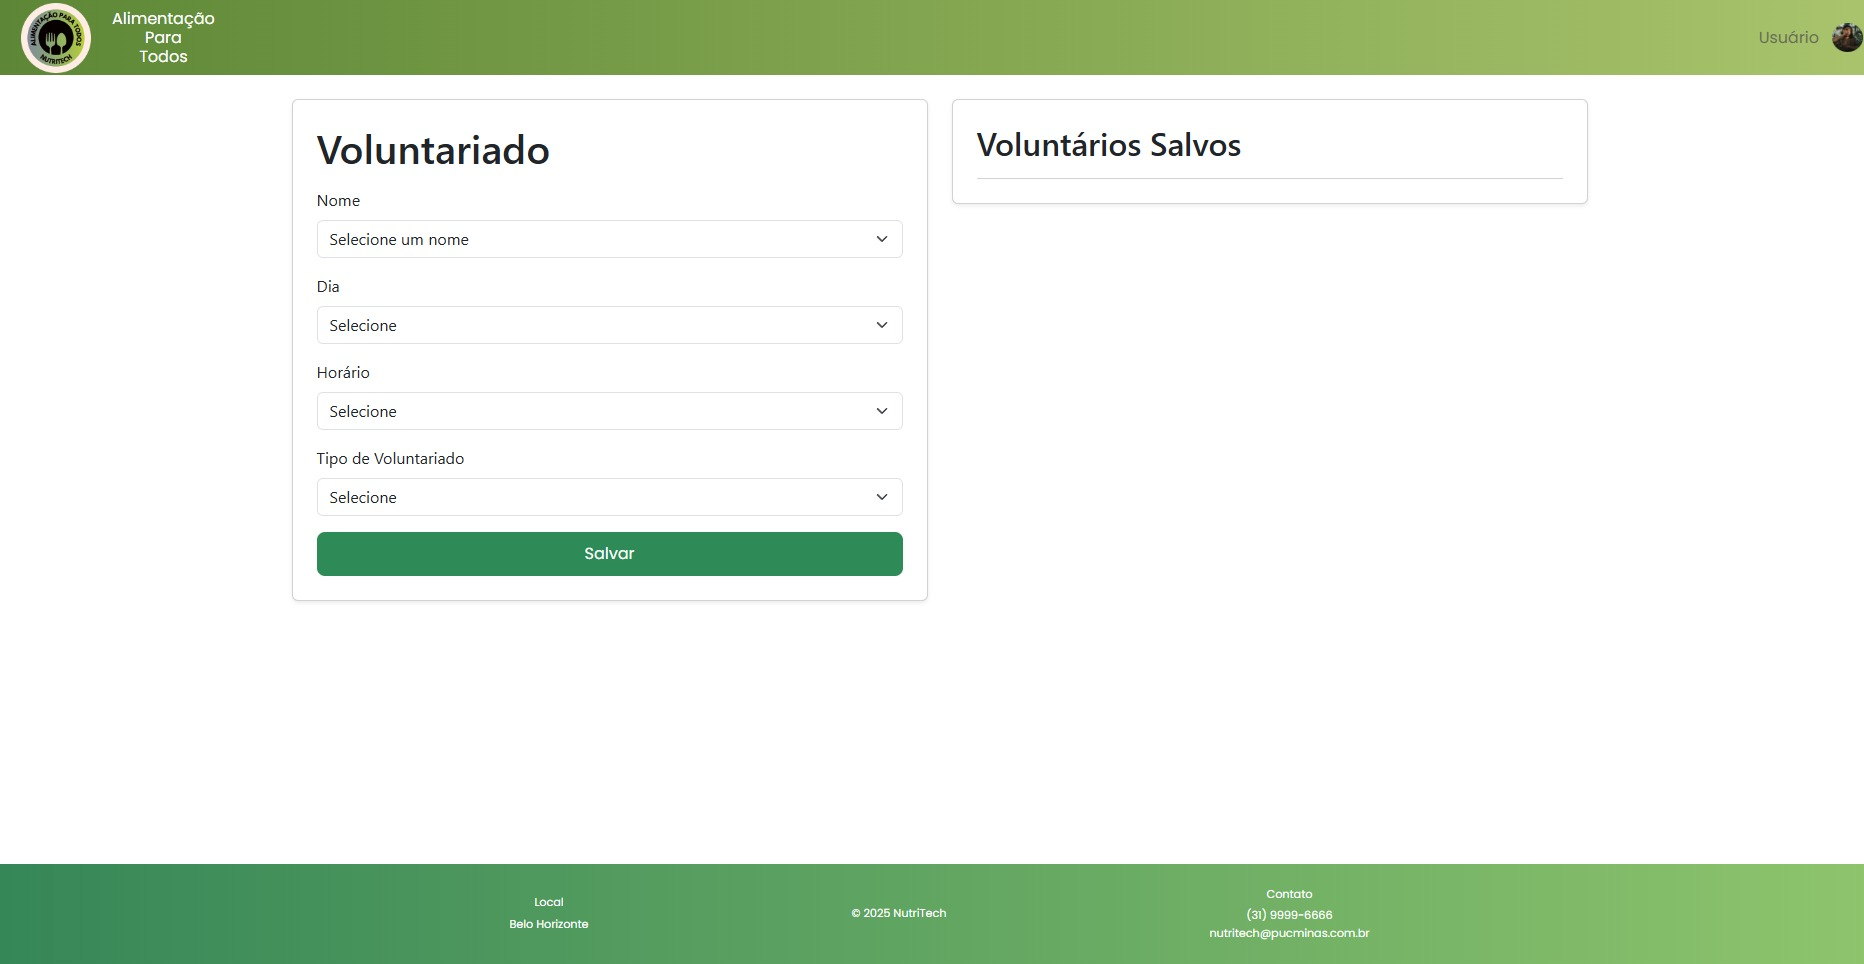 ALIMENTAÇÃO PARA TODOS
NUTRITECH
Alimentação
Para
Todos
Usuário
Voluntariado
Nome
Selecione um nome
Dia
Selecione
Horário
Selecione
Tipo de Voluntariado
Selecione
Salvar
Voluntários Salvos
Local
Belo Horizonte
© 2025 NutriTech
Contato
(31) 9999-6666
nutritech@pucminas.com.br